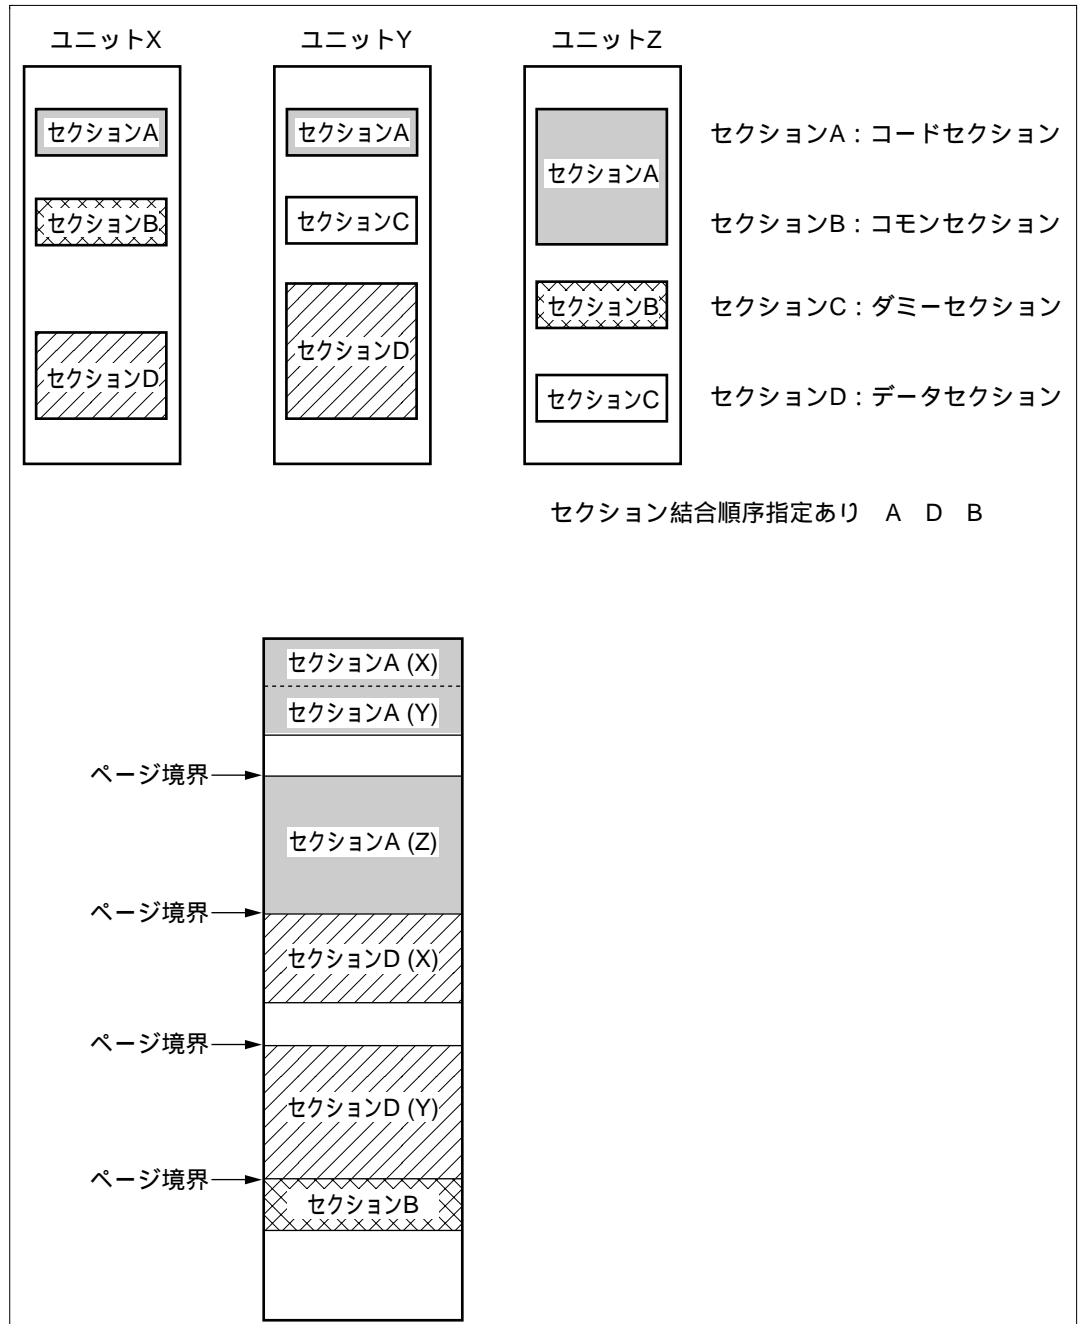 ユニットX
ユニットY
ユニットZ
セクションA
セクションB
セクションD
セクションA
セクションC
セクションD
セクションA
セクションB
セクションC
セクションA：コードセクション
セクションB：コモンセクション
セクションC：ダミーセクション
セクションD：データセクション
セクション結合順序指定あり A D B
セクションA (X)
セクションA (Y)
ページ境界
セクションA (Z)
ページ境界
セクションD (X)
ページ境界
セクションD (Y)
ページ境界
セクションB